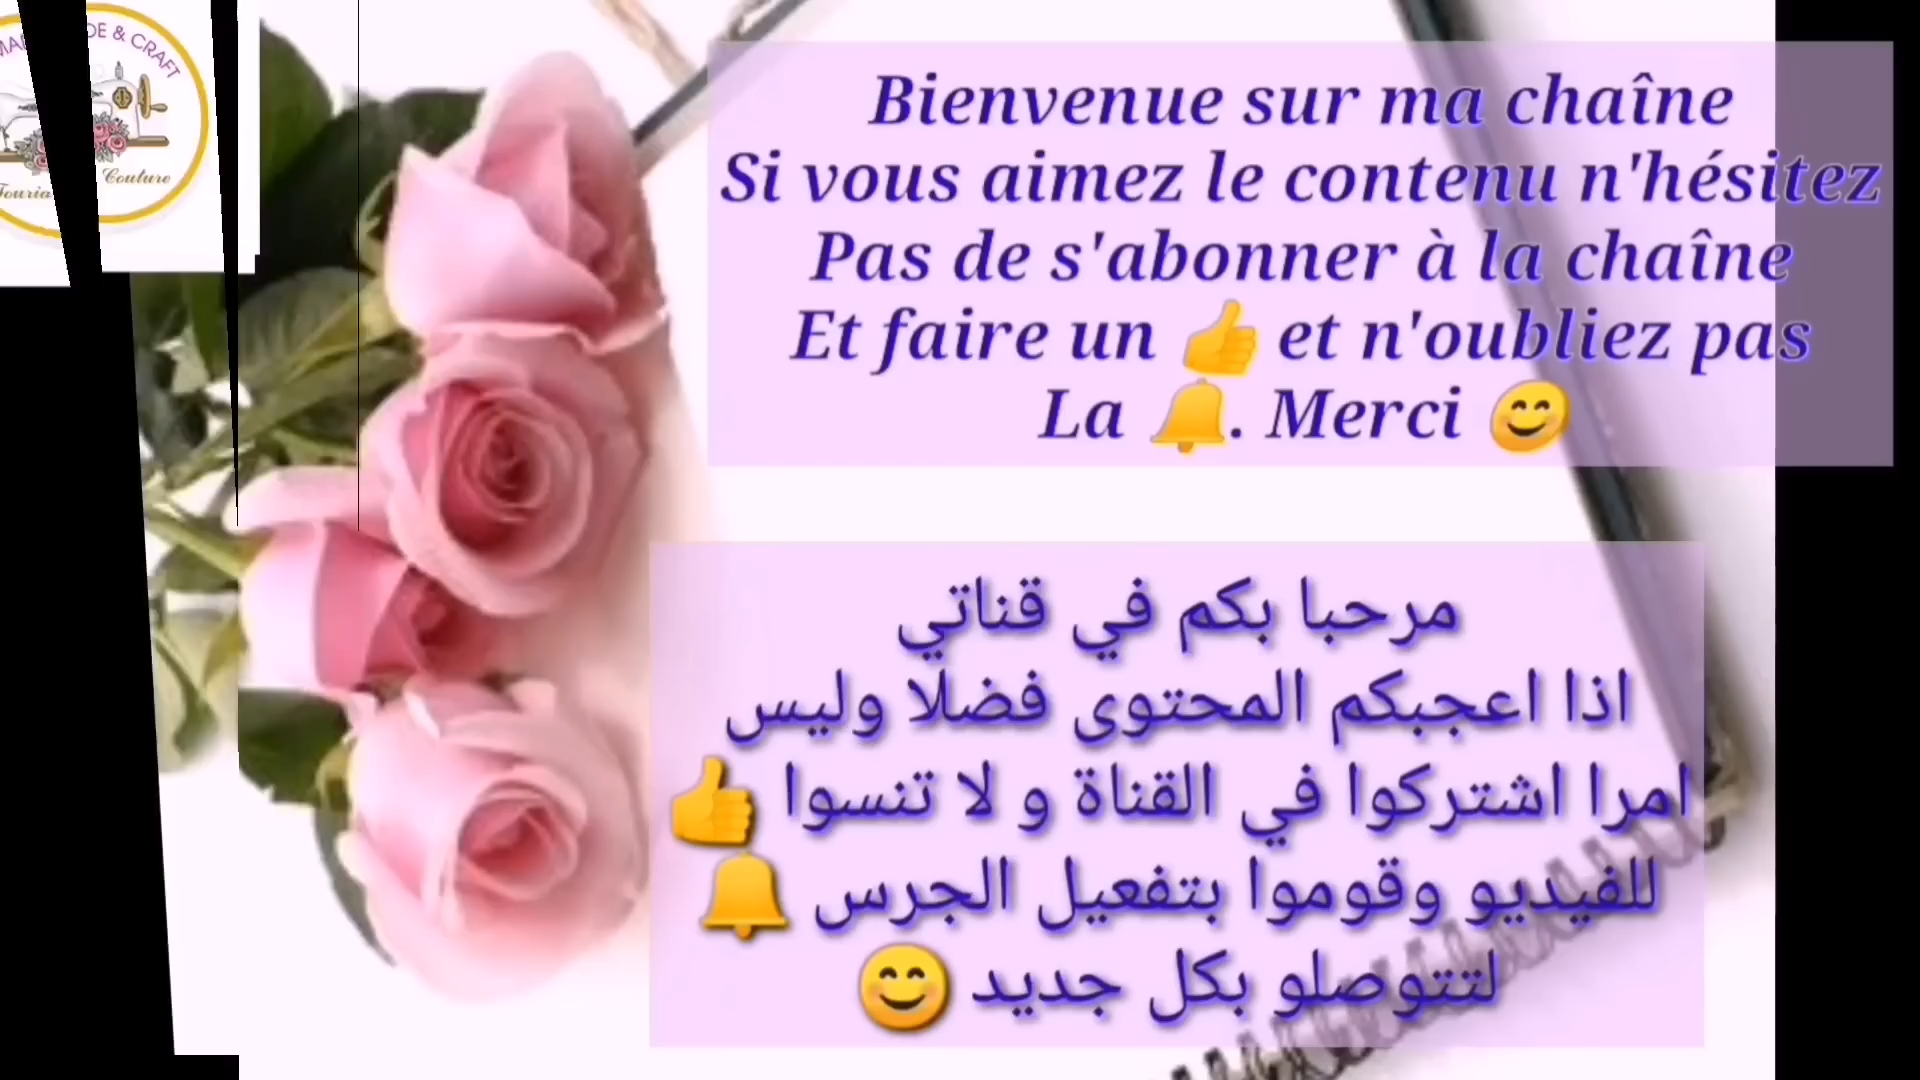 DE & CRAFT
Touria Couture
Bienvenue sur ma chaîne
Si vous aimez le contenu n'hésitez
Pas de s'abonner à la chaîne
Et faire un 👍 et n'oubliez pas
La 🔔. Merci 😊
مرحبا بكم في قناتي
اذا اعجبكم المحتوى فضلا وليس
امرا اشتركوا في القناة و لا تنسوا 👍
للفيديو وقوموا بتفعيل الجرس 🔔
لتتوصلو بكل جديد 😊